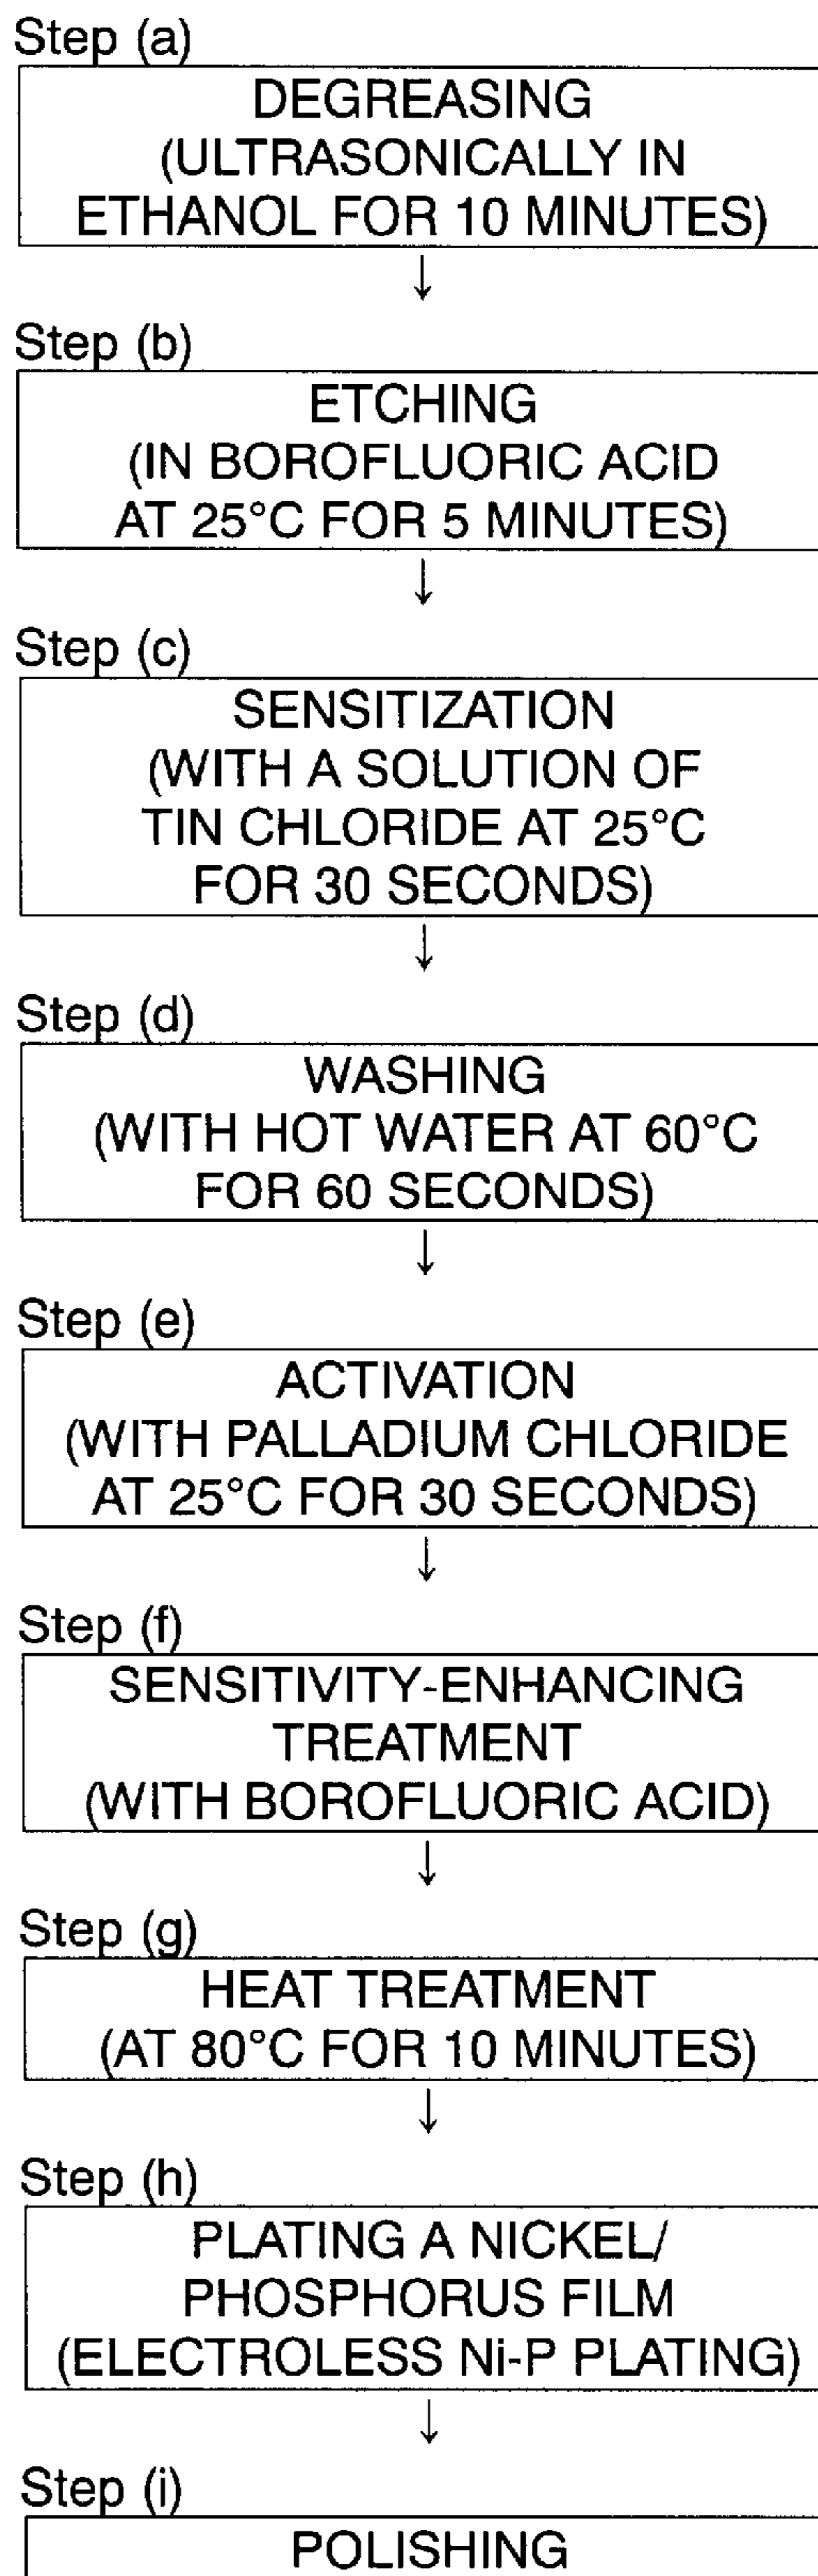 Step (a)
DEGREASING
(ULTRASONICALLY IN
ETHANOL FOR 10 MINUTES)
↓
Step (b)
ETCHING
(IN BOROFLUORIC ACID
AT 25°C FOR 5 MINUTES)
↓
Step (c)
SENSITIZATION
(WITH A SOLUTION OF
TIN CHLORIDE AT 25°C
FOR 30 SECONDS)
↓
Step (d)
WASHING
(WITH HOT WATER AT 60°C
FOR 60 SECONDS)
↓
Step (e)
ACTIVATION
(WITH PALLADIUM CHLORIDE
AT 25°C FOR 30 SECONDS)
↓
Step (f)
SENSITIVITY-ENHANCING
TREATMENT
(WITH BOROFLUORIC ACID)
↓
Step (g)
HEAT TREATMENT
(AT 80°C FOR 10 MINUTES)
↓
Step (h)
PLATING A NICKEL/
PHOSPHORUS FILM
(ELECTROLESS Ni-P PLATING)
↓
Step (i)
POLISHING